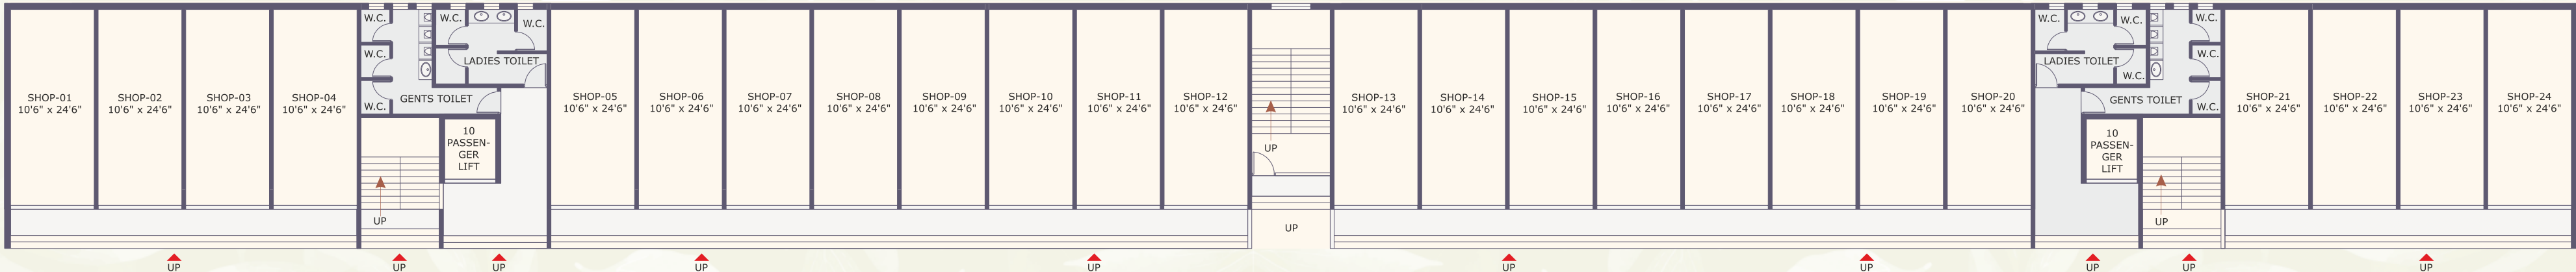 W.C.
W.C.
W.C.
W.C.
W.C.
LADIES TOILET
GENTS TOILET
SHOP-01
10'6" x 24'6"
SHOP-02
10'6" x 24'6"
SHOP-03
10'6" x 24'6"
SHOP-04
10'6" x 24'6"
10
PASSEN-
GER
LIFT
UP
SHOP-05
10'6" x 24'6"
SHOP-06
10'6" x 24'6"
SHOP-07
10'6" x 24'6"
SHOP-08
10'6" x 24'6"
SHOP-09
10'6" x 24'6"
SHOP-10
10'6" x 24'6"
SHOP-11
10'6" x 24'6"
SHOP-12
10'6" x 24'6"
UP
UP
SHOP-13
10'6" x 24'6"
SHOP-14
10'6" x 24'6"
SHOP-15
10'6" x 24'6"
SHOP-16
10'6" x 24'6"
SHOP-17
10'6" x 24'6"
SHOP-18
10'6" x 24'6"
SHOP-19
10'6" x 24'6"
SHOP-20
10'6" x 24'6"
W.C.
W.C.
W.C.
W.C.
W.C.
W.C.
LADIES TOILET
GENTS TOILET
10
PASSEN-
GER
LIFT
UP
SHOP-21
10'6" x 24'6"
SHOP-22
10'6" x 24'6"
SHOP-23
10'6" x 24'6"
SHOP-24
10'6" x 24'6"
UP
UP
UP
UP
UP
UP
UP
UP
UP
UP